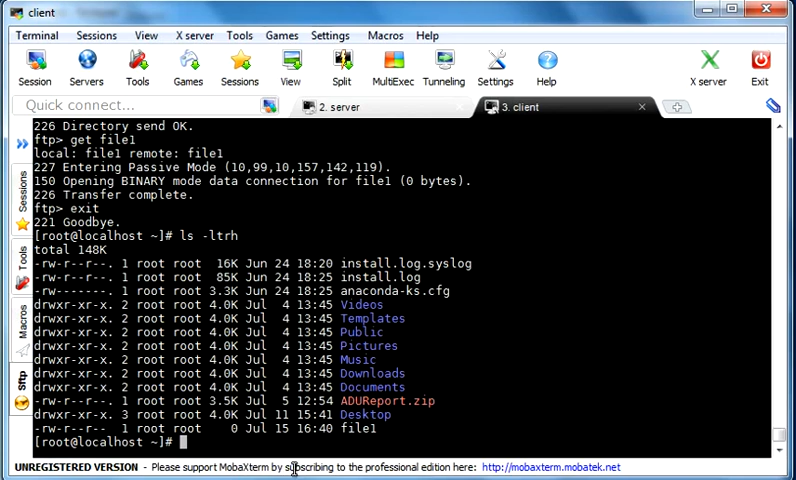 client
Terminal Sessions View X server Tools Games Settings Macros Help
Session Servers Tools Games Sessions View Split MultiExec Tunneling Settings Help X server Exit
Quick connect... 2. server 3. client
Sessions
Tools
Macros
Sftp
226 Directory send OK.
ftp> get file1
local: file1 remote: file1
227 Entering Passive Mode (10,99,10,157,142,119).
150 Opening BINARY mode data connection for file1 (0 bytes).
226 Transfer complete.
ftp> exit
221 Goodbye.
[root@localhost ~]# ls -ltrh
total 148K
-rw-r--r--. 1 root root  16K Jun 24 18:20 install.log.syslog
-rw-r--r--. 1 root root  85K Jun 24 18:25 install.log
-rw-------. 1 root root 3.3K Jun 24 18:25 anaconda-ks.cfg
drwxr-xr-x. 2 root root 4.0K Jul  4 13:45 Videos
drwxr-xr-x. 2 root root 4.0K Jul  4 13:45 Templates
drwxr-xr-x. 2 root root 4.0K Jul  4 13:45 Public
drwxr-xr-x. 2 root root 4.0K Jul  4 13:45 Pictures
drwxr-xr-x. 2 root root 4.0K Jul  4 13:45 Music
drwxr-xr-x. 2 root root 4.0K Jul  4 13:45 Downloads
drwxr-xr-x. 2 root root 4.0K Jul  4 13:45 Documents
-rw-r--r--. 1 root root 3.5K Jul  5 12:54 ADUReport.zip
drwxr-xr-x. 3 root root 4.0K Jul 11 15:41 Desktop
-rw-r--r--  1 root root    0 Jul 15 16:40 file1
[root@localhost ~]#
UNREGISTERED VERSION - Please support MobaXterm by subscribing to the professional edition here: http://mobaxterm.mobatek.net